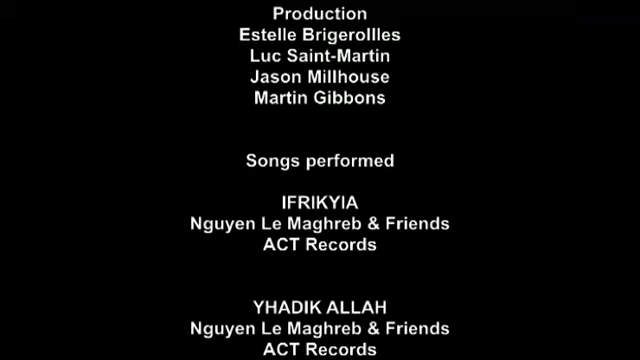 Production
Estelle Brigerollles
Luc Saint-Martin
Jason Millhouse
Martin Gibbons
Songs performed
IFRIKYIA
Nguyen Le Maghreb & Friends
ACT Records
YHADIK ALLAH
Nguyen Le Maghreb & Friends
ACT Records